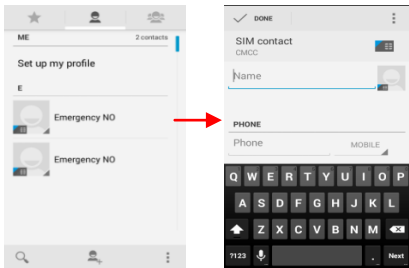 ME 2 contacts
Set up my profile
E
Emergency NO
Emergency NO
DONE
SIM contact
CMCC
Name
PHONE
Phone MOBILE
Q W E R T Y U I O P
A S D F G H J K L
Z X C V B N M
?123 . Next